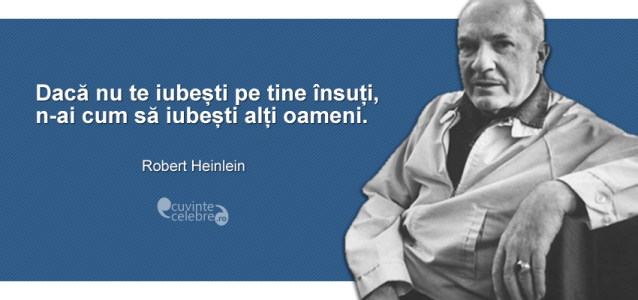 Dacă nu te iubești pe tine însuți,
n-ai cum să iubești alți oameni.
Robert Heinlein
cuvinte
celebre.ro